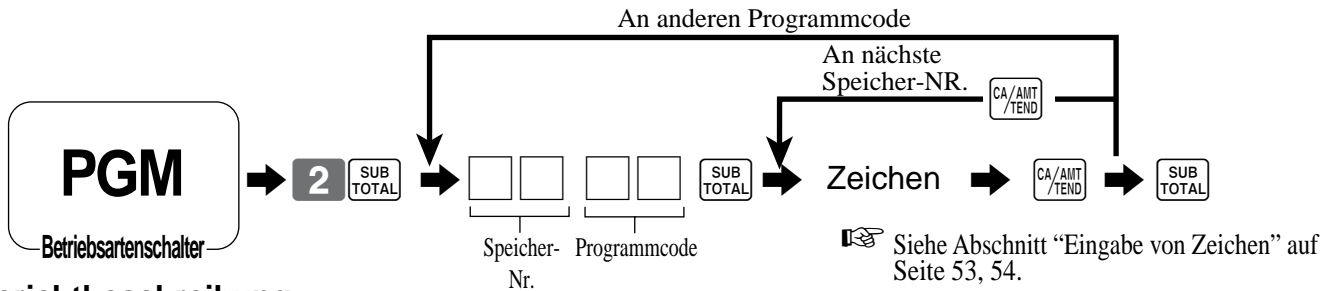 An anderen Programmcode
An nächste
Speicher-NR.
CA/AMT
TEND
PGM
Betriebsartenschalter
2
SUB
TOTAL
SUB
TOTAL
Zeichen
CA/AMT
TEND
SUB
TOTAL
Speicher-
Nr.
Programmcode
Siehe Abschnitt “Eingabe von Zeichen” auf
Seite 53, 54.